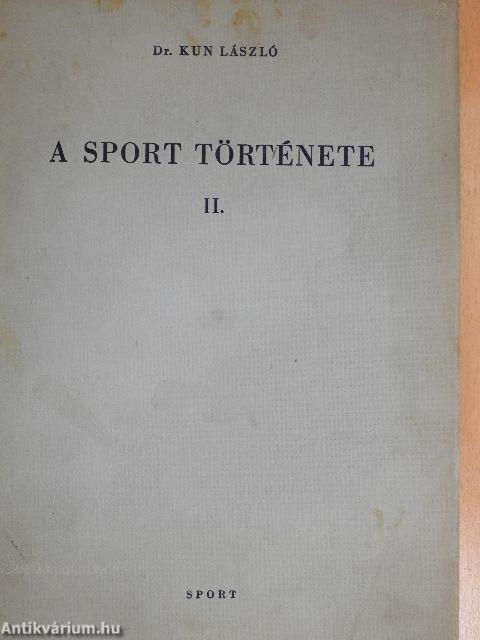 Dr. KUN LÁSZLÓ
A SPORT TÖRTÉNETE
II.
SPORT
Antikvárium.hu